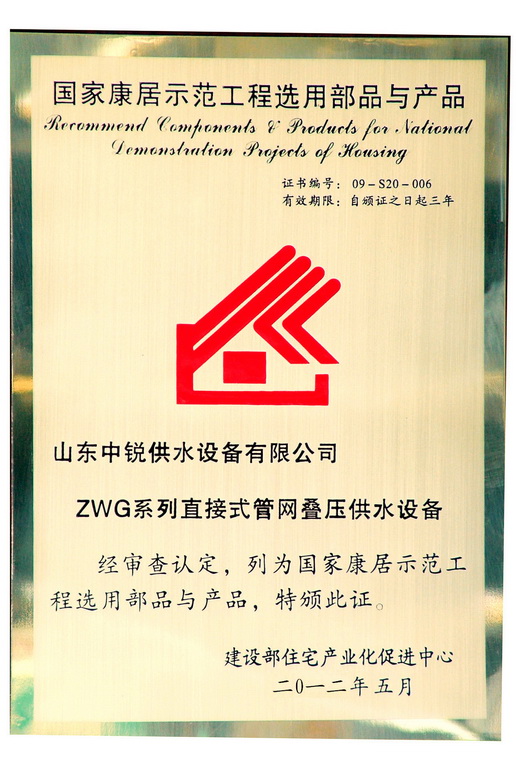 国家康居示范工程选用部品与产品
Recommend Components & Products for National
Demonstration Projects of Housing
证书编号： 09－S20－006
有效期限：自颁证之日起三年
山东中锐供水设备有限公司
ZWG系列直接式管网叠压供水设备
经审查认定，列为国家康居示范工
程选用部品与产品，特颁此证。
建设部住宅产业化促进中心
二〇一二年五月